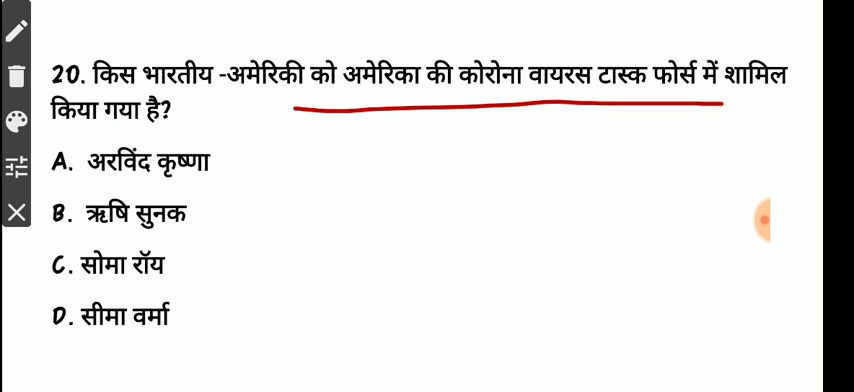 20. किस भारतीय -अमेरिकी को अमेरिका की कोरोना वायरस टास्क फोर्स में शामिल
किया गया है?
A. अरविंद कृष्णा
B. ऋषि सुनक
C. सोमा रॉय
D. सीमा वर्मा